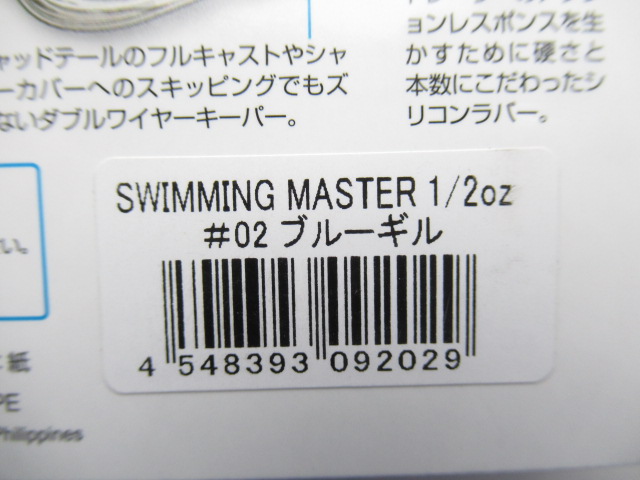 ャッドテールのフルキャストやシャ
ーカバーへのスキッピングでもズ
ないダブルワイヤーキーパー。
ョンレスポンスを生
かすために硬さと
本数にこだわったシ
リコンラバー。
い。
SWIMMING MASTER 1/2oz
#02 ブルーギル
4 548393 092029
紙
PE
Philippines